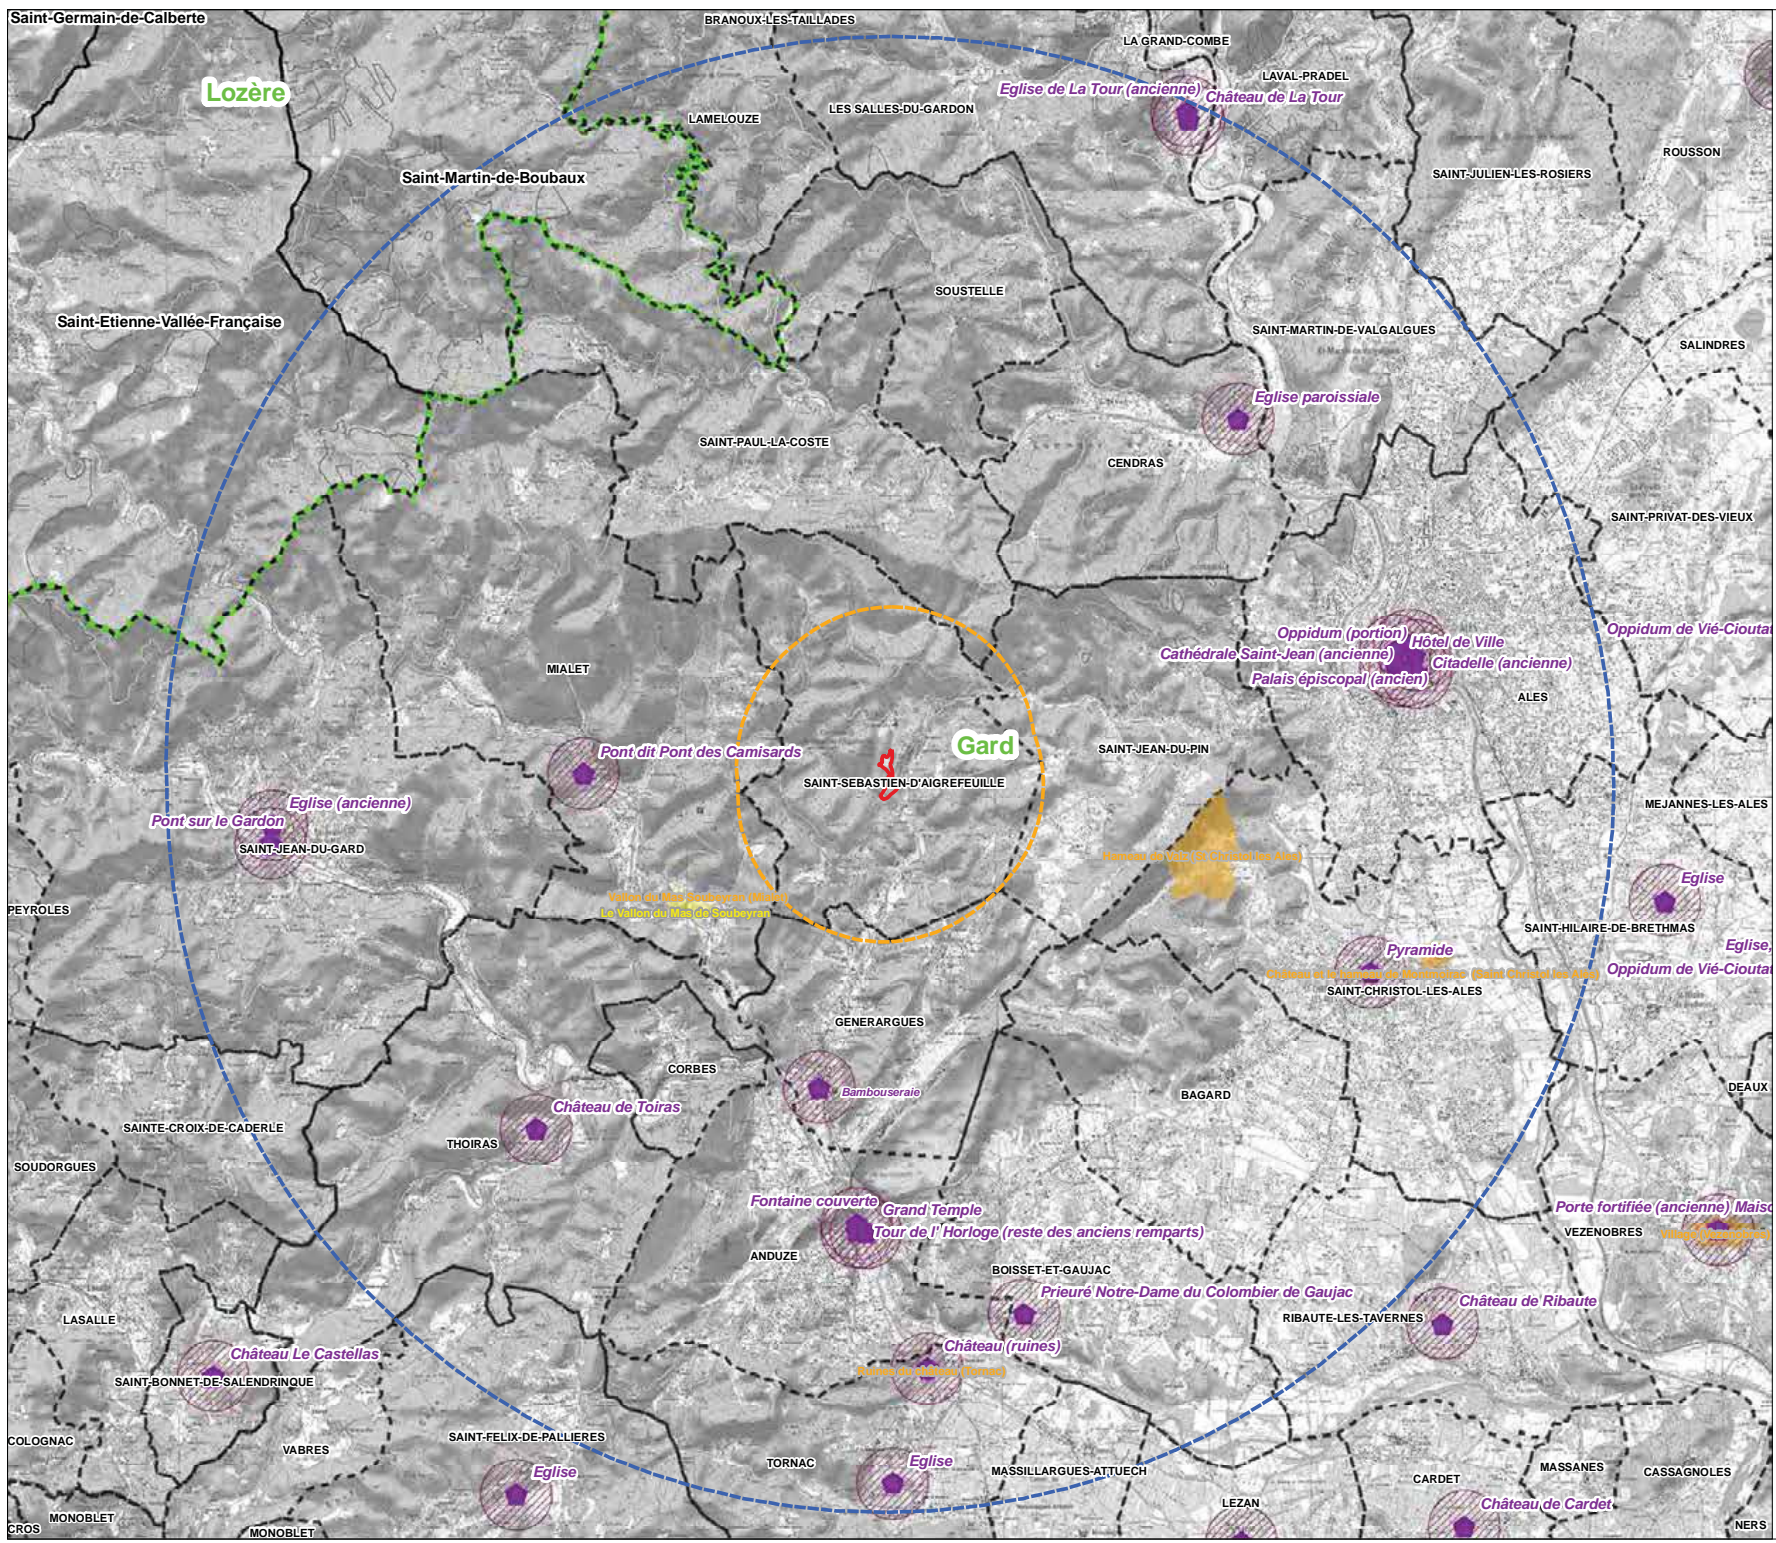 Saint-Germain-de-Calberte
BRANOUX-LES-TAILLADES
LA GRAND-COMBE
LAVAL-PRADEL
Lozère
Eglise de La Tour (ancienne)
Château de La Tour
LES SALLES-DU-GARDON
LAMELOUZE
ROUSSON
SAINT-JULIEN-LES-ROSIERS
Saint-Martin-de-Boubaux
SOUSTELLE
Saint-Etienne-Vallée-Française
SAINT-MARTIN-DE-VALGALGUES
SALINDRES
Eglise paroissiale
SAINT-PAUL-LA-COSTE
CENDRAS
SAINT-PRIVAT-DES-VIEUX
Oppidum (portion)
Hôtel de Ville
Oppidum de Vié-Cioutat
Cathédrale Saint-Jean (ancienne)
Citadelle (ancienne)
Palais épiscopal (ancien)
MIALET
ALES
Gard
SAINT-JEAN-DU-PIN
Pont dit Pont des Camisards
SAINT-SEBASTIEN-D'AIGREFEUILLE
Eglise (ancienne)
MEJANNES-LES-ALES
Pont sur le Gardon
SAINT-JEAN-DU-GARD
Eglise
Vallon du Mas Soubeyran (Mialet)
PEYROLES
Le Vallon du Mas de Soubeyran
SAINT-HILAIRE-DE-BRETHMAS
Pyramide
Eglise,
Oppidum de Vié-Cioutat
SAINT-CHRISTOL-LES-ALES
GENERARGUES
CORBES
DEAUX
Bambouseraie
BAGARD
Château de Toiras
SAINTE-CROIX-DE-CADERLE
THOIRAS
SOUDORGUES
Fontaine couverte
Grand Temple
Porte fortifiée (ancienne) Maiso
Tour de l' Horloge (reste des anciens remparts)
VEZENOBRES
ANDUZE
BOISSET-ET-GAUJAC
Prieuré Notre-Dame du Colombier de Gaujac
Château de Ribaute
LASALLE
RIBAUTE-LES-TAVERNES
Château (ruines)
Château Le Castellas
SAINT-BONNET-DE-SALENDRINQUE
SAINT-FELIX-DE-PALLIERES
COLOGNAC
VABRES
TORNAC
Eglise
Eglise
MASSILLARGUES-ATTUECH
CARDET
MASSANES
CASSAGNOLES
LEZAN
Château de Cardet
MONOBLET
CROS
MONOBLET
NERS